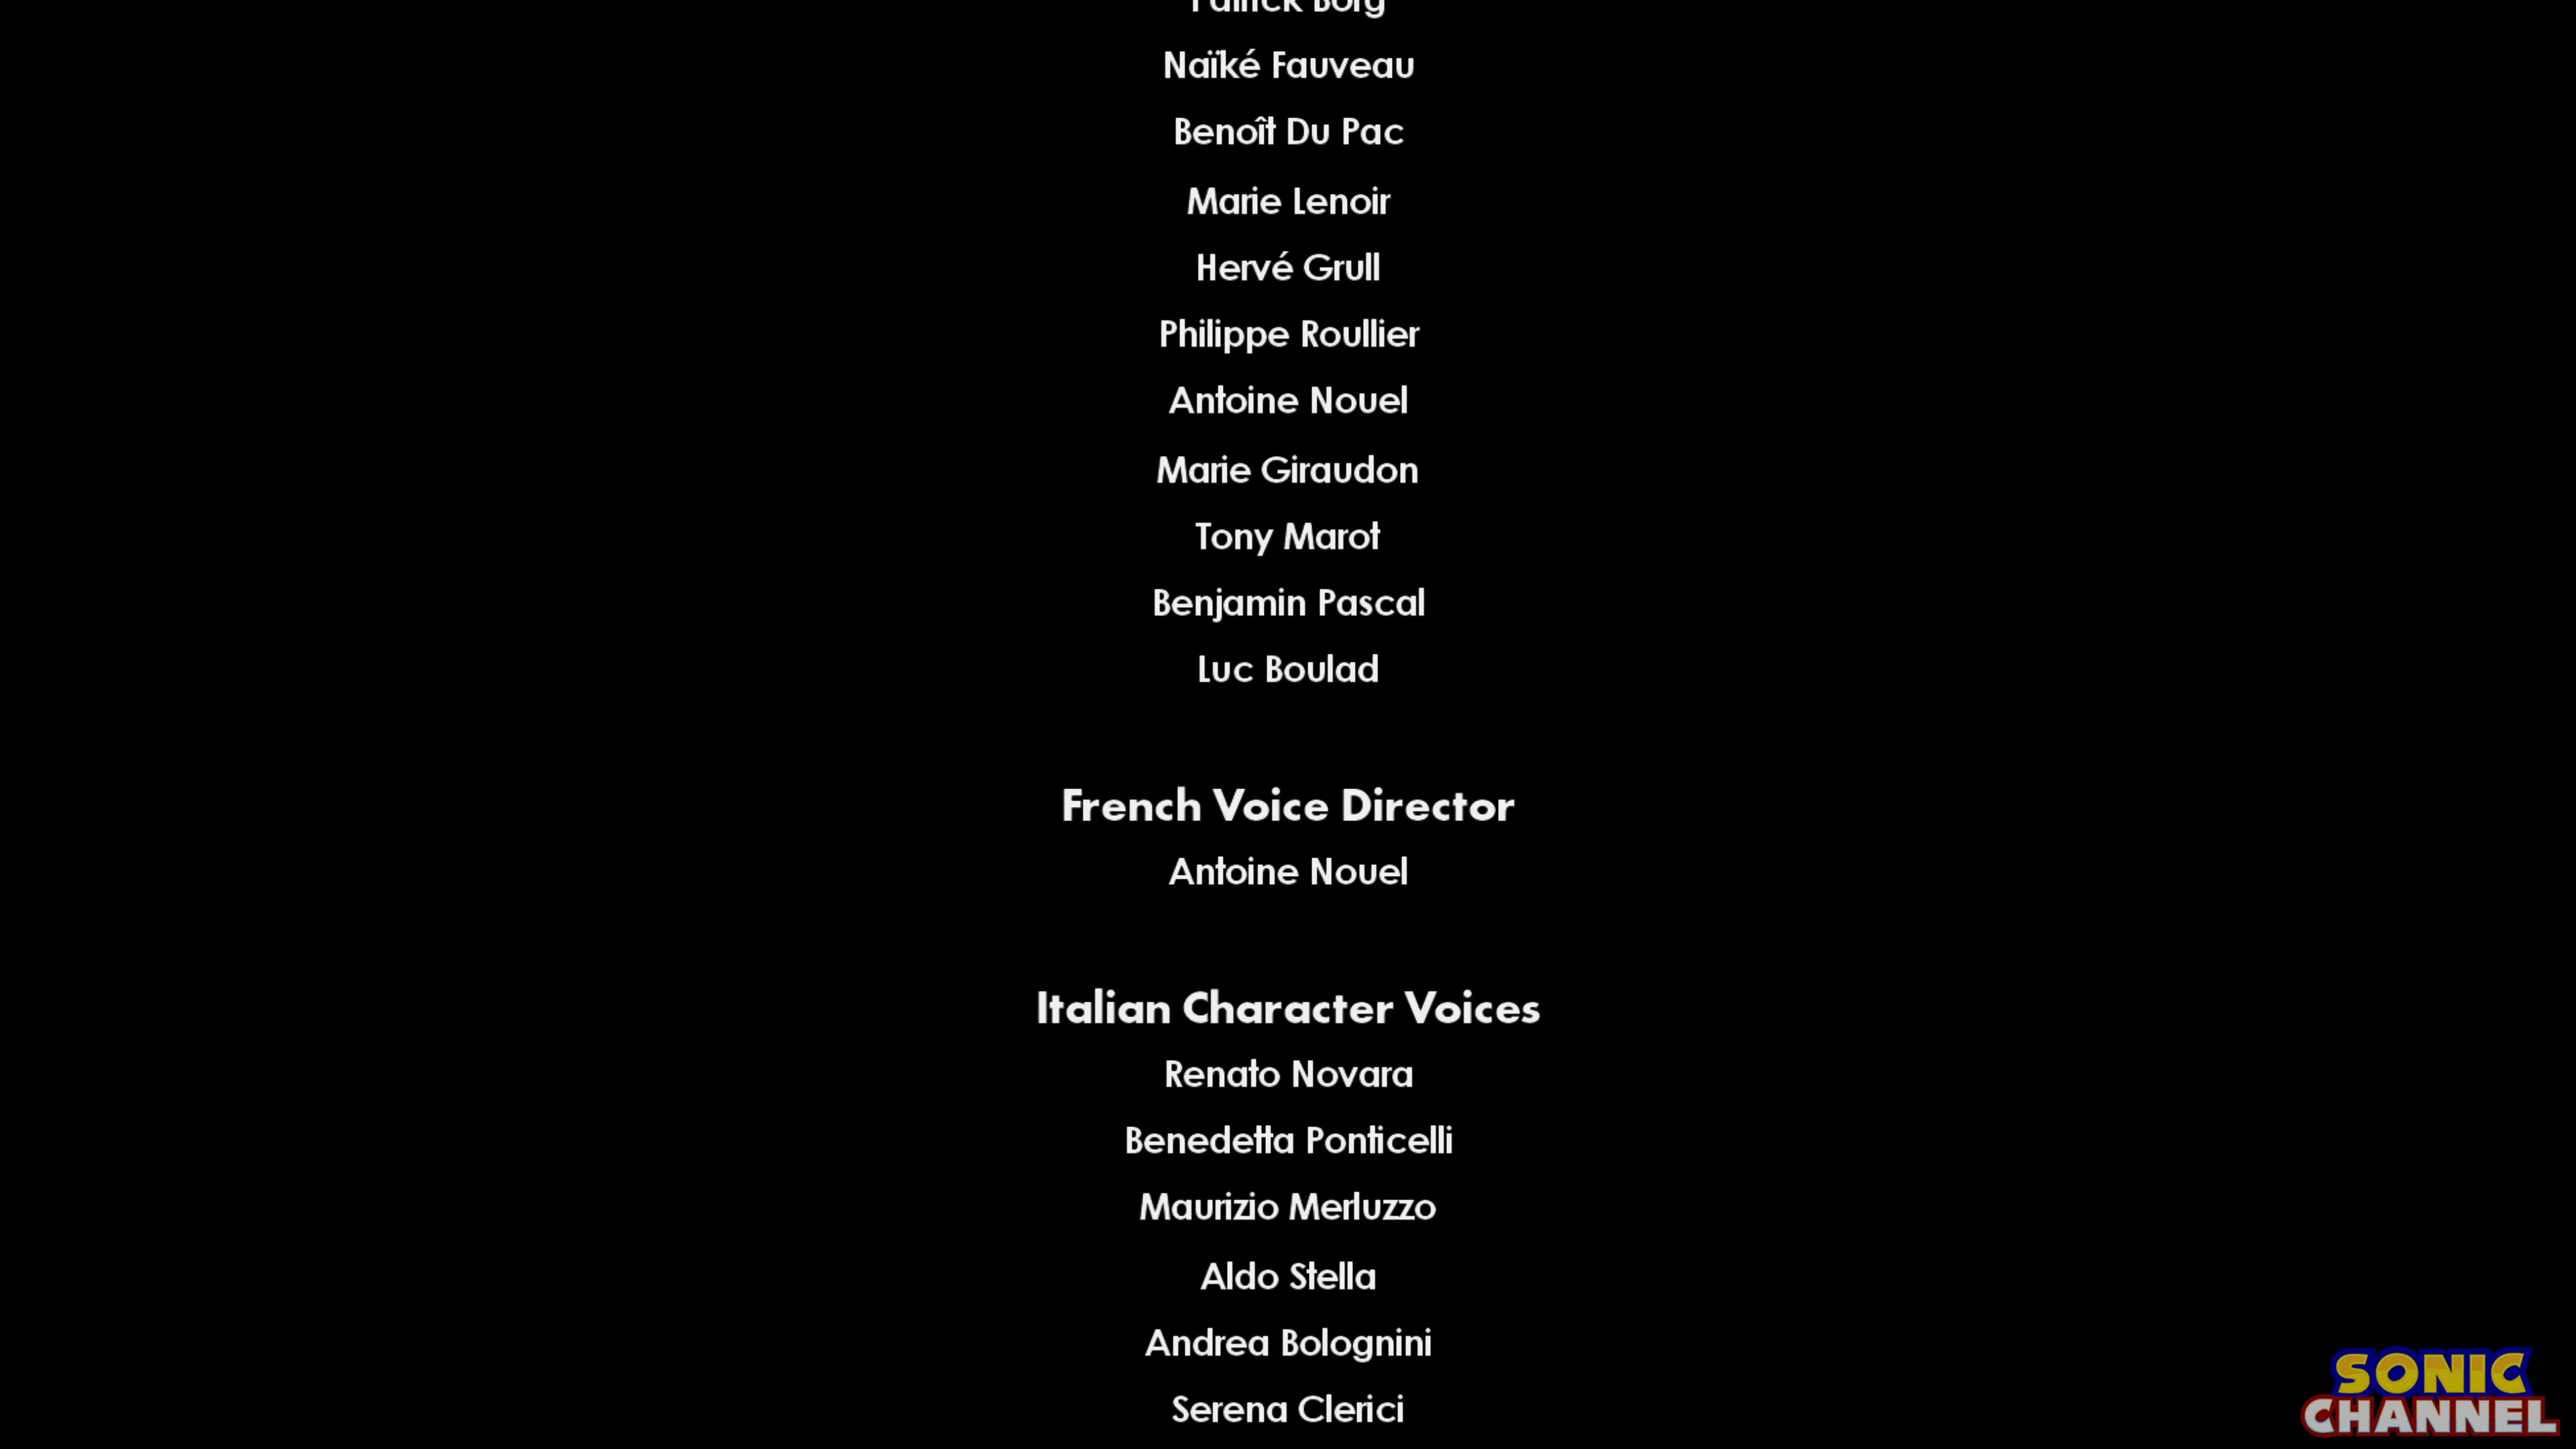 Patrick Borg
Naïké Fauveau
Benoît Du Pac
Marie Lenoir
Hervé Grull
Philippe Roullier
Antoine Nouel
Marie Giraudon
Tony Marot
Benjamin Pascal
Luc Boulad
French Voice Director
Antoine Nouel
Italian Character Voices
Renato Novara
Benedetta Ponticelli
Maurizio Merluzzo
Aldo Stella
Andrea Bolognini
Serena Clerici
SONIC
CHANNEL